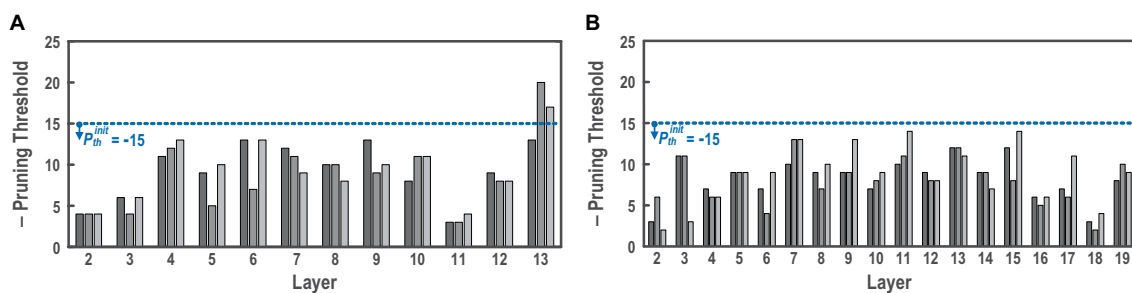 A
– Pruning Threshold
25
20
15
10
5
0
P_th^init = -15
2 3 4 5 6 7 8 9 10 11 12 13
Layer
B
– Pruning Threshold
25
20
15
10
5
0
P_th^init = -15
2 3 4 5 6 7 8 9 10 11 12 13 14 15 16 17 18 19
Layer